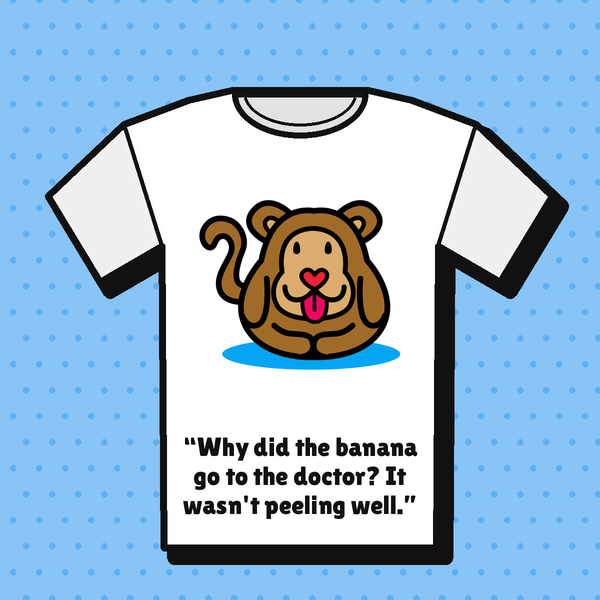 “Why did the banana
go to the doctor? It
wasn't peeling well.”